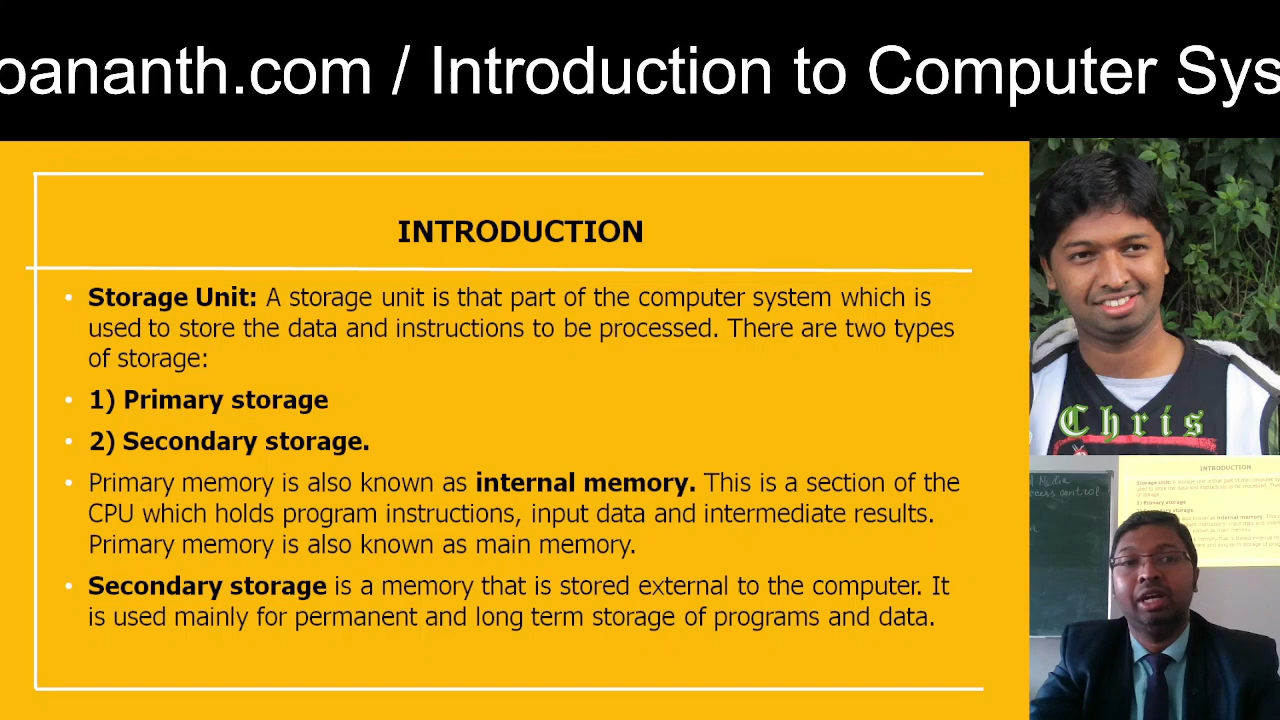 oananth.com / Introduction to Computer Sys
INTRODUCTION
• Storage Unit: A storage unit is that part of the computer system which is
used to store the data and instructions to be processed. There are two types
of storage:
• 1) Primary storage
• 2) Secondary storage.
• Primary memory is also known as internal memory. This is a section of the
CPU which holds program instructions, input data and intermediate results.
Primary memory is also known as main memory.
• Secondary storage is a memory that is stored external to the computer. It
is used mainly for permanent and long term storage of programs and data.
Chris
INTRODUCTION
Media
control